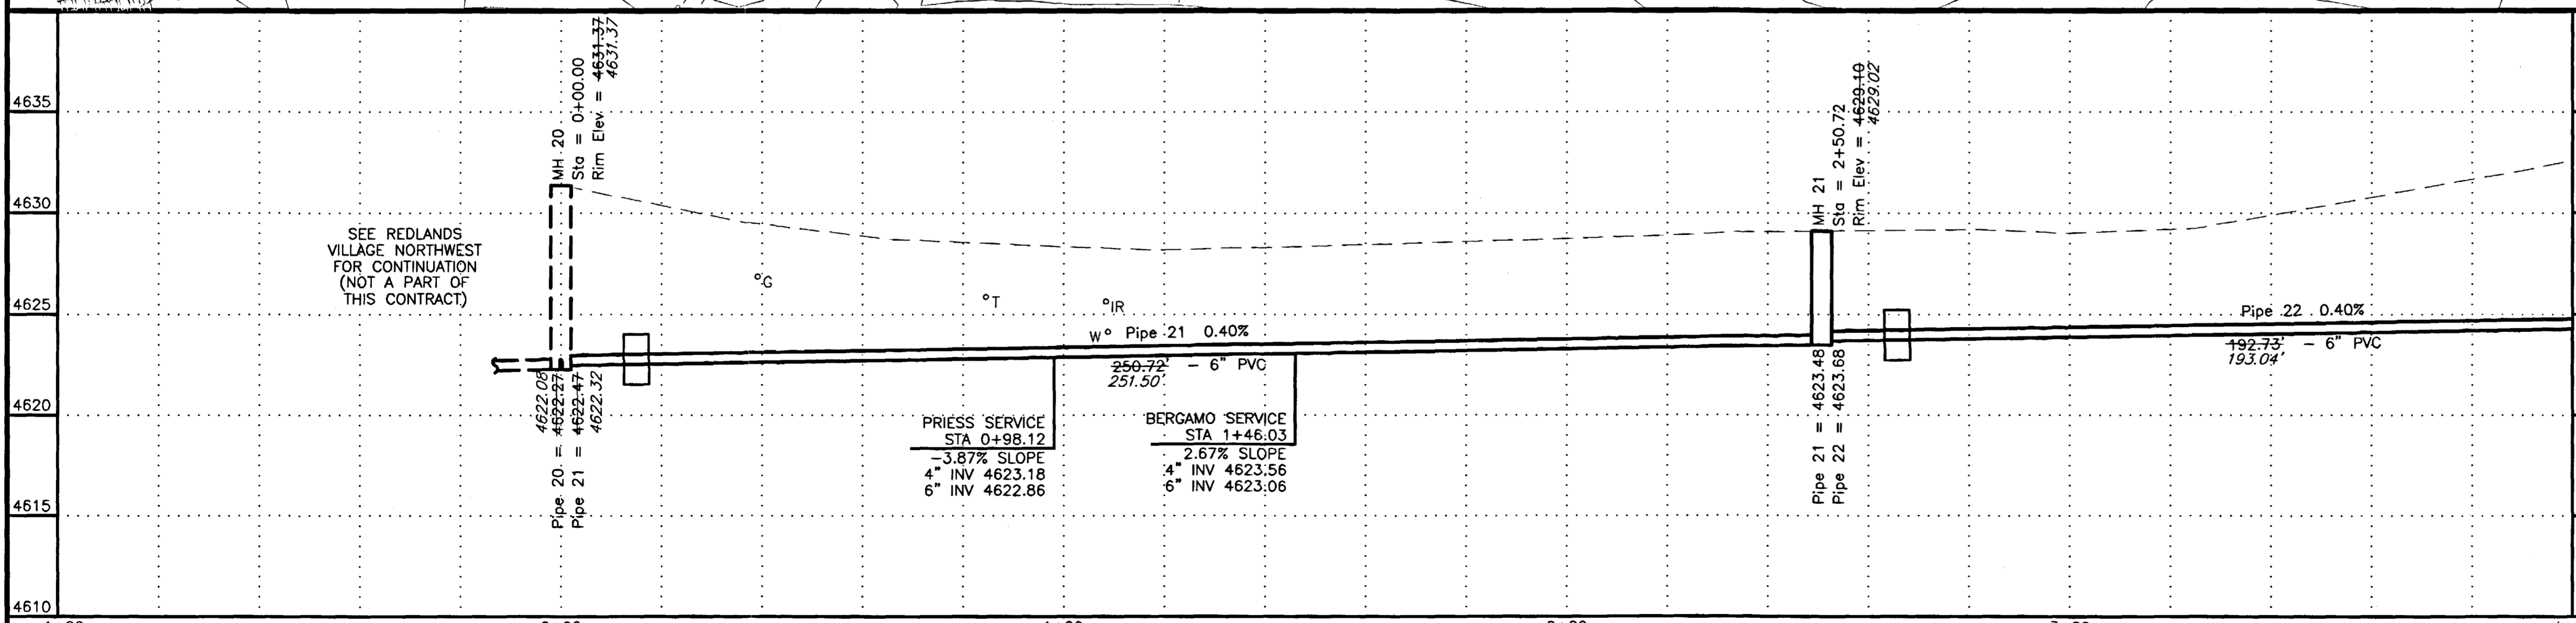 4635
4630
4625
4620
4615
4610
SEE REDLANDS
VILLAGE NORTHWEST
FOR CONTINUATION
(NOT A PART OF
THIS CONTRACT)
MH 20
Sta = 0+00.00
Rim Elev = 4631.37
4631.37
4622.08
Pipe 20 = 4622.27
Pipe 21 = 4622.47
4622.32
G
T
IR
W
Pipe 21 0.40%
250.72' - 6" PVC
251.50'
PRIESS SERVICE
STA 0+98.12
-3.87% SLOPE
4" INV 4623.18
6" INV 4622.86
BERGAMO SERVICE
STA 1+46.03
2.67% SLOPE
4" INV 4623.56
6" INV 4623.06
MH 21
Sta = 2+50.72
Rim Elev = 4629.10
4629.02
Pipe 21 = 4623.48
Pipe 22 = 4623.68
Pipe 22 0.40%
192.73' - 6" PVC
193.04'